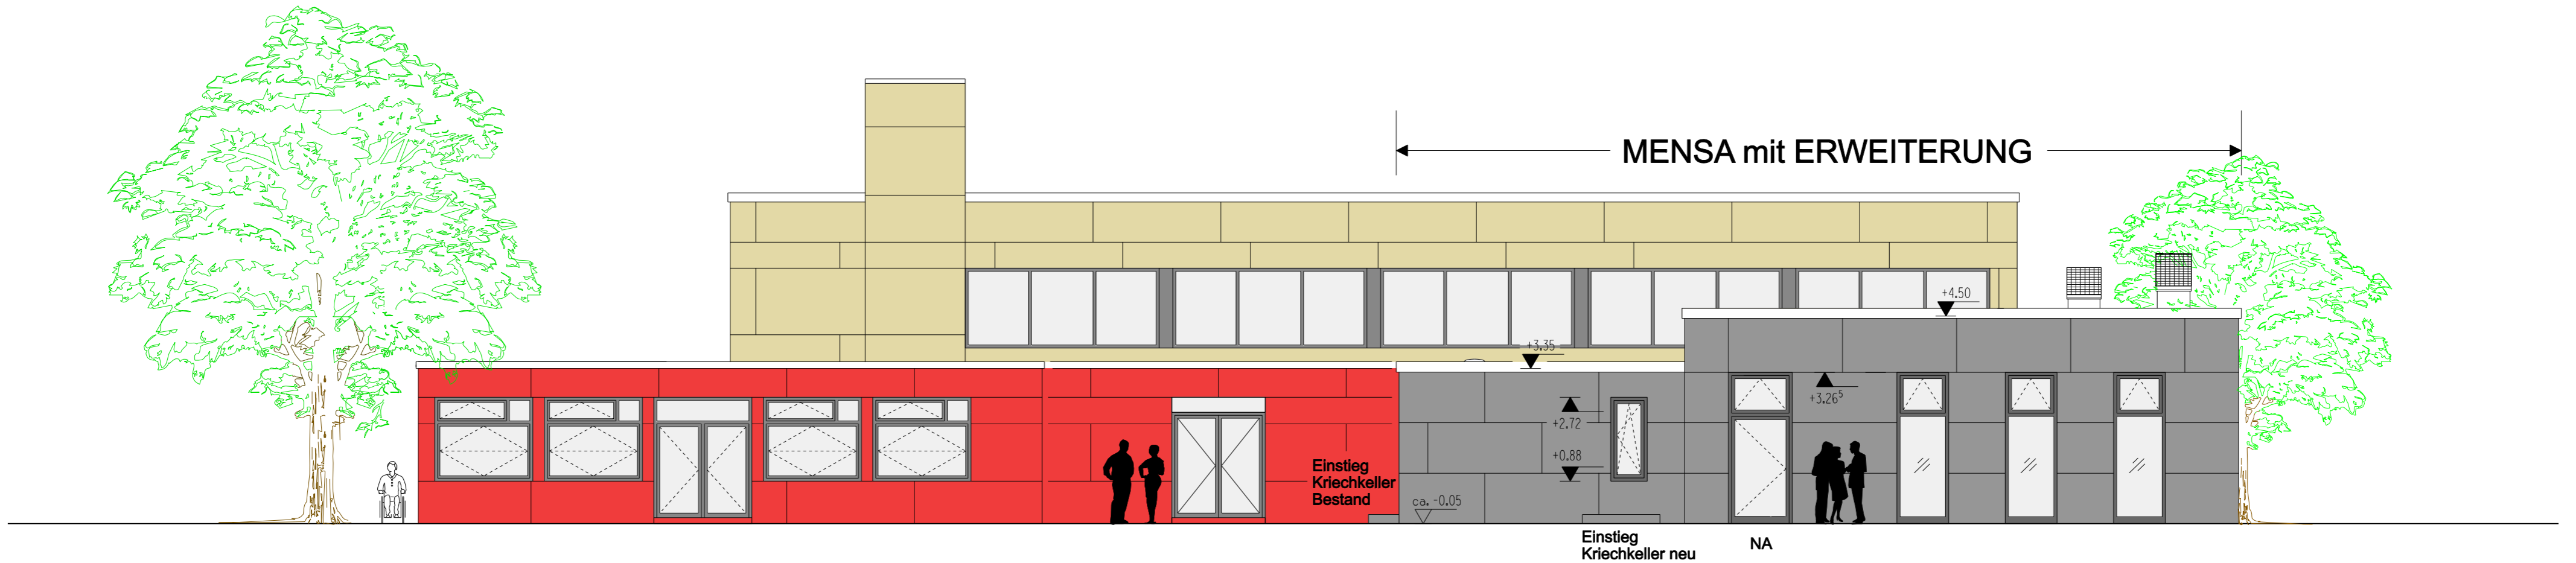 MENSA mit ERWEITERUNG
+4.50
+3.35
+3.26⁵
+2.72
+0.88
Einstieg
Kriechkeller
Bestand
ca. -0.05
Einstieg
Kriechkeller neu
NA